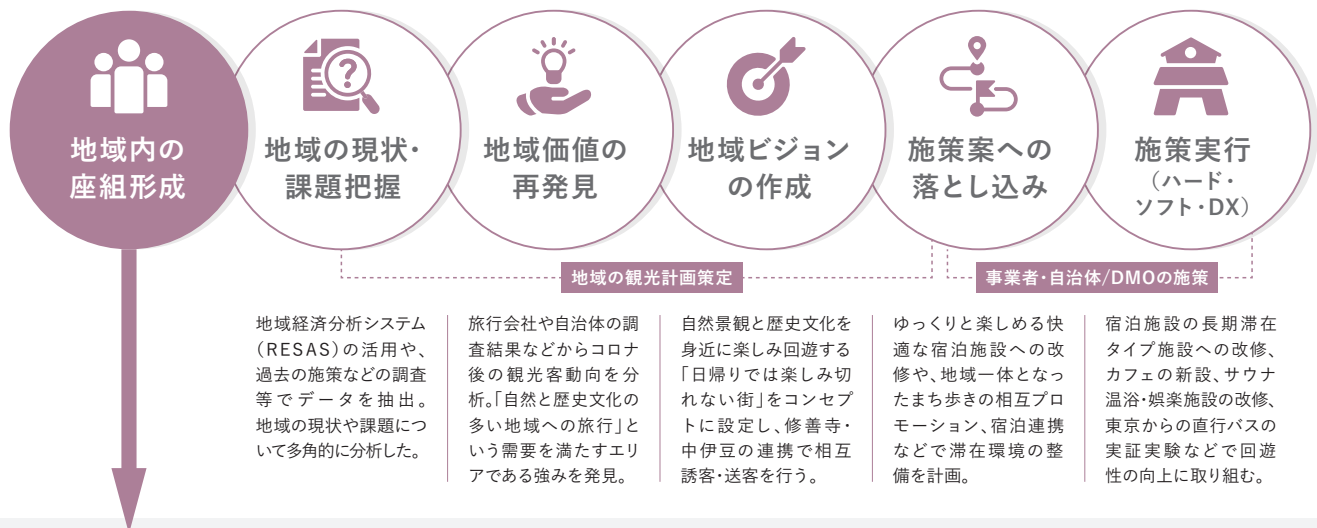 地域内の
座組形成
地域の現状・
課題把握
地域価値の
再発見
地域ビジョン
の作成
施策案への
落とし込み
施策実行
（ハード・
ソフト・DX）
地域の観光計画策定
事業者・自治体/DMOの施策
地域経済分析システム
（RESAS）の活用や、
過去の施策などの調査
等でデータを抽出。
地域の現状や課題につ
いて多角的に分析した。
旅行会社や自治体の調
査結果などからコロナ
後の観光客動向を分
析。「自然と歴史文化の
多い地域への旅行」と
いう需要を満たすエリ
アである強みを発見。
自然景観と歴史文化を
身近に楽しみ回遊する
「日帰りでは楽しみ切
れない街」をコンセプ
トに設定し、修善寺・
中伊豆の連携で相互
誘客・送客を行う。
ゆっくりと楽しめる快
適な宿泊施設への改
修や、地域一体となっ
たまち歩きの相互プロ
モーション、宿泊連携
などで滞在環境の整
備を計画。
宿泊施設の長期滞在
タイプ施設への改修、
カフェの新設、サウナ
温浴・娯楽施設の改修、
東京からの直行バスの
実証実験などで回遊
性の向上に取り組む。